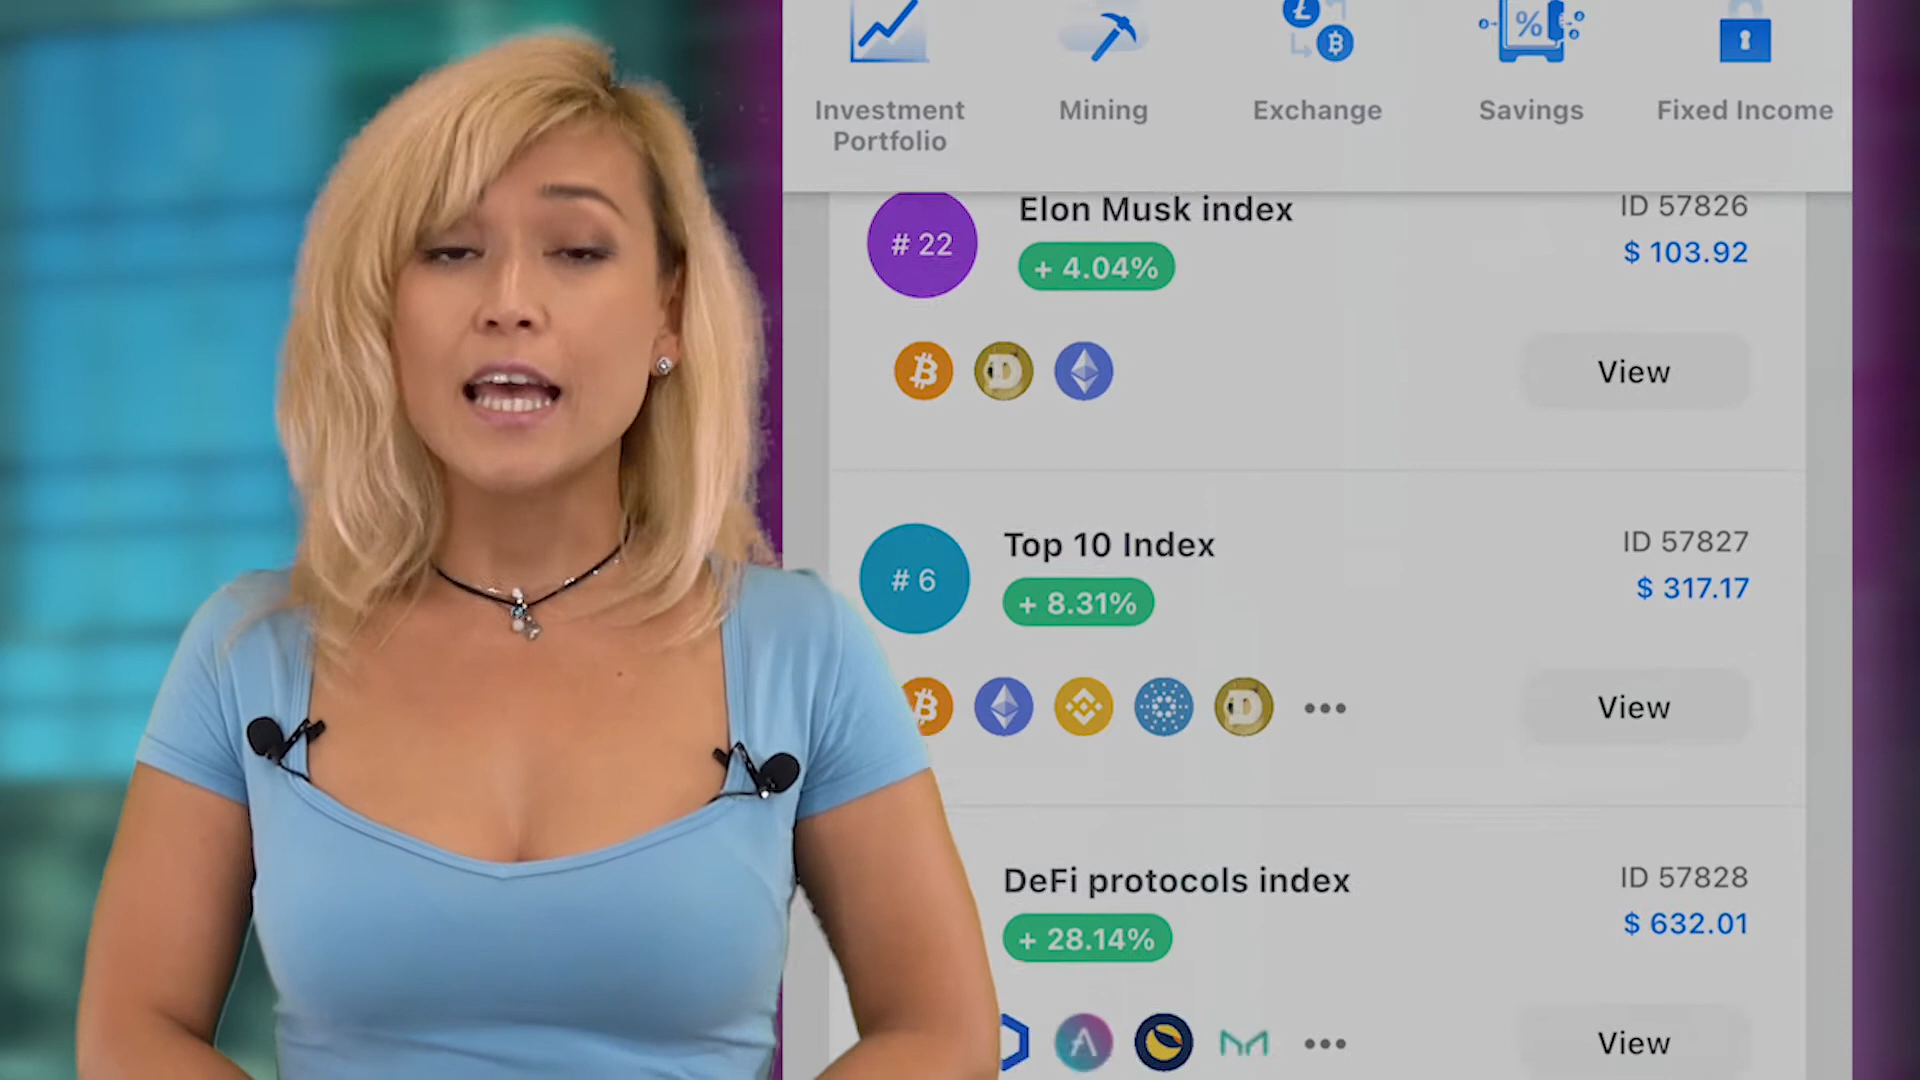 Investment
Portfolio
Mining
Exchange
%
Savings
Fixed Income
# 22
Elon Musk index
+ 4.04%
ID 57826
$ 103.92
View
# 6
Top 10 Index
+ 8.31%
ID 57827
$ 317.17
View
DeFi protocols index
+ 28.14%
ID 57828
$ 632.01
View